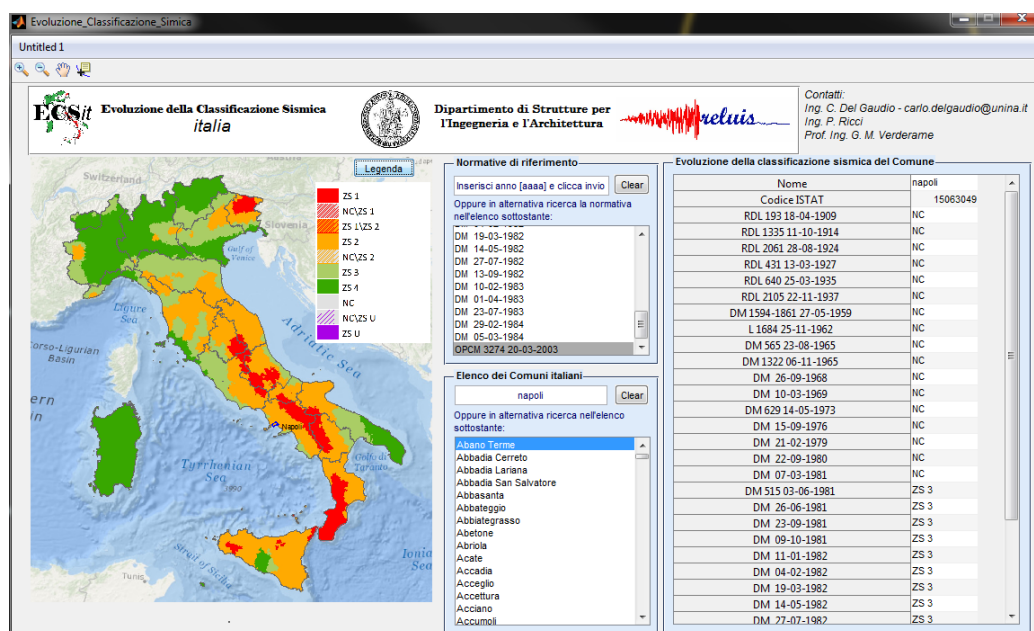 Evoluzione_Classificazione_Simica
Untitled 1
ECSit
Evoluzione della Classificazione Sismica
italia
Dipartimento di Strutture per
l'Ingegneria e l'Architettura
reluis
Contatti:
Ing. C. Del Gaudio - carlo.delgaudio@unina.it
Ing. P. Ricci
Prof. Ing. G. M. Verderame
Legenda
Switzerland
Slovenia
Gulf of
Venice
Ligure
Sea
Corso-Ligurian
Basin
Adriatic Sea
Napoli
Golfo di
Taranto
Tyrrhenian
Sea
Strait of Sicily
Ionia
Sea
Tunis
ZS 1
NC\ZS 1
ZS 1\ZS 2
ZS 2
NC\ZS 2
ZS 3
ZS 4
NC
NC\ZS U
ZS U
Normative di riferimento
Inserisci anno [aaaa] e clicca invio
Clear
Oppure in alternativa ricerca la normativa
nell'elenco sottostante:
DM 19-03-1982
DM 14-05-1982
DM 27-07-1982
DM 13-09-1982
DM 10-02-1983
DM 01-04-1983
DM 23-07-1983
DM 29-02-1984
DM 05-03-1984
OPCM 3274 20-03-2003
Elenco dei Comuni italiani
napoli
Clear
Oppure in alternativa ricerca nell'elenco
sottostante:
Abano Terme
Abbadia Cerreto
Abbadia Lariana
Abbadia San Salvatore
Abbasanta
Abbateggio
Abbiategrasso
Abetone
Abriola
Acate
Accadia
Acceglio
Accettura
Acciano
Accumoli
Evoluzione della classificazione sismica del Comune
Nome napoli
Codice ISTAT 15063049
RDL 193 18-04-1909 NC
RDL 1335 11-10-1914 NC
RDL 2061 28-08-1924 NC
RDL 431 13-03-1927 NC
RDL 640 25-03-1935 NC
RDL 2105 22-11-1937 NC
DM 1594-1861 27-05-1959 NC
L 1684 25-11-1962 NC
DM 565 23-08-1965 NC
DM 1322 06-11-1965 NC
DM 26-09-1968 NC
DM 10-03-1969 NC
DM 629 14-05-1973 NC
DM 15-09-1976 NC
DM 21-02-1979 NC
DM 22-09-1980 NC
DM 07-03-1981 NC
DM 515 03-06-1981 ZS 3
DM 26-06-1981 ZS 3
DM 23-09-1981 ZS 3
DM 09-10-1981 ZS 3
DM 11-01-1982 ZS 3
DM 04-02-1982 ZS 3
DM 19-03-1982 ZS 3
DM 14-05-1982 ZS 3
DM 27-07-1982 ZS 3